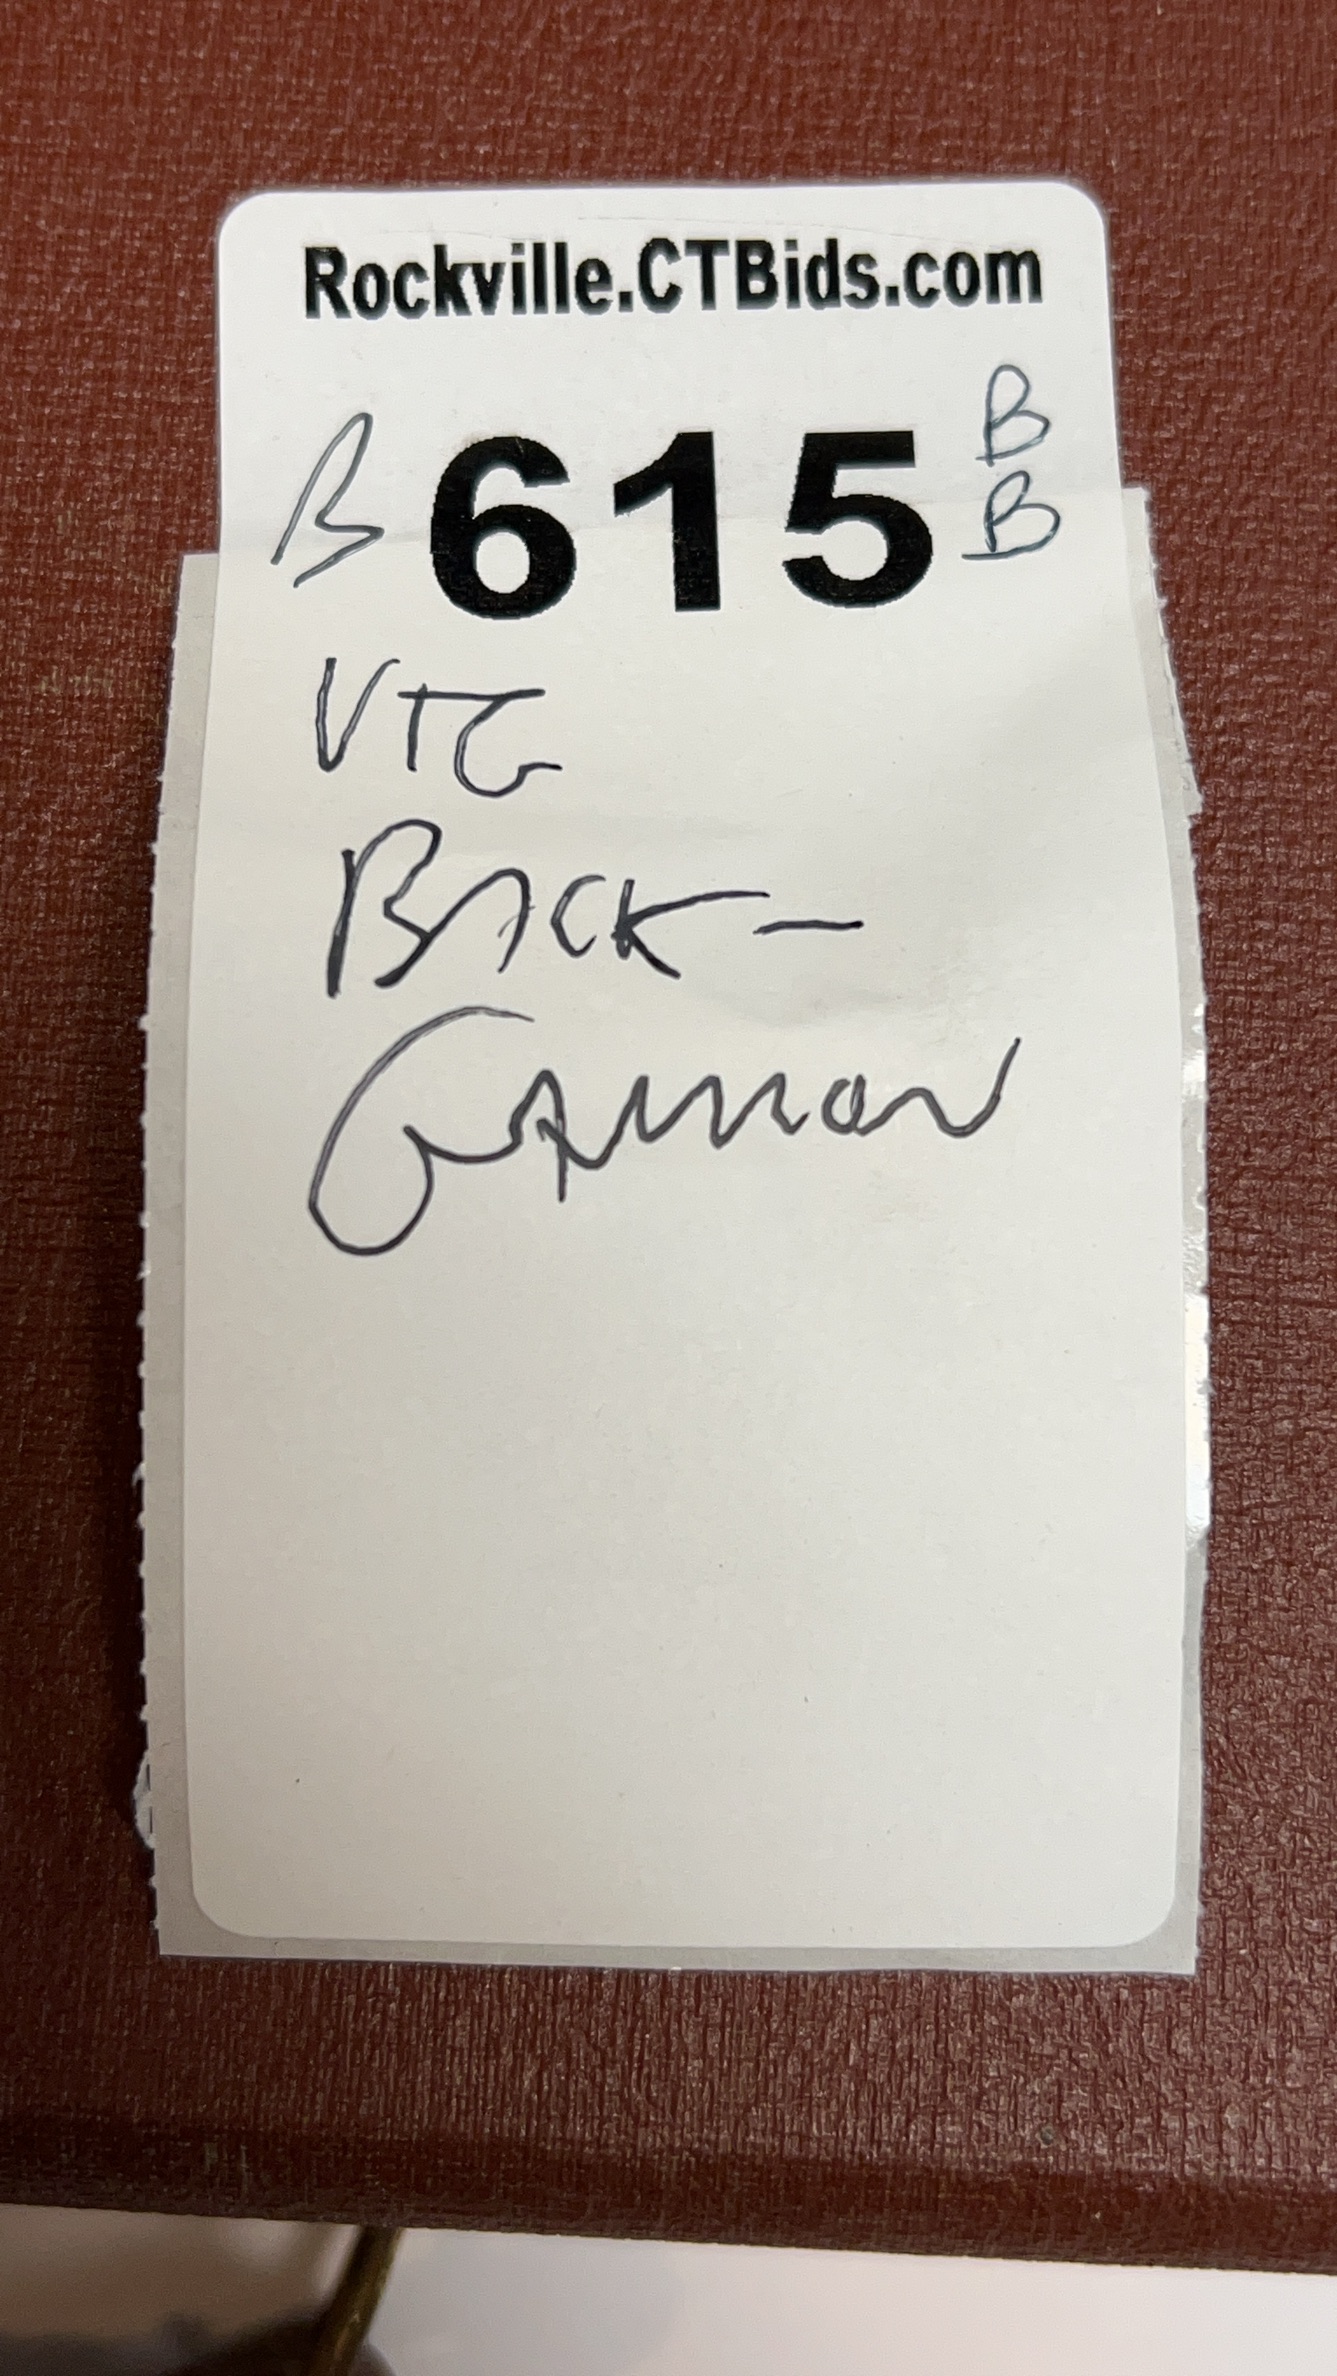 Rockville.CTBids.com
B 615 B
B
VTG
BACK-
GAMMON